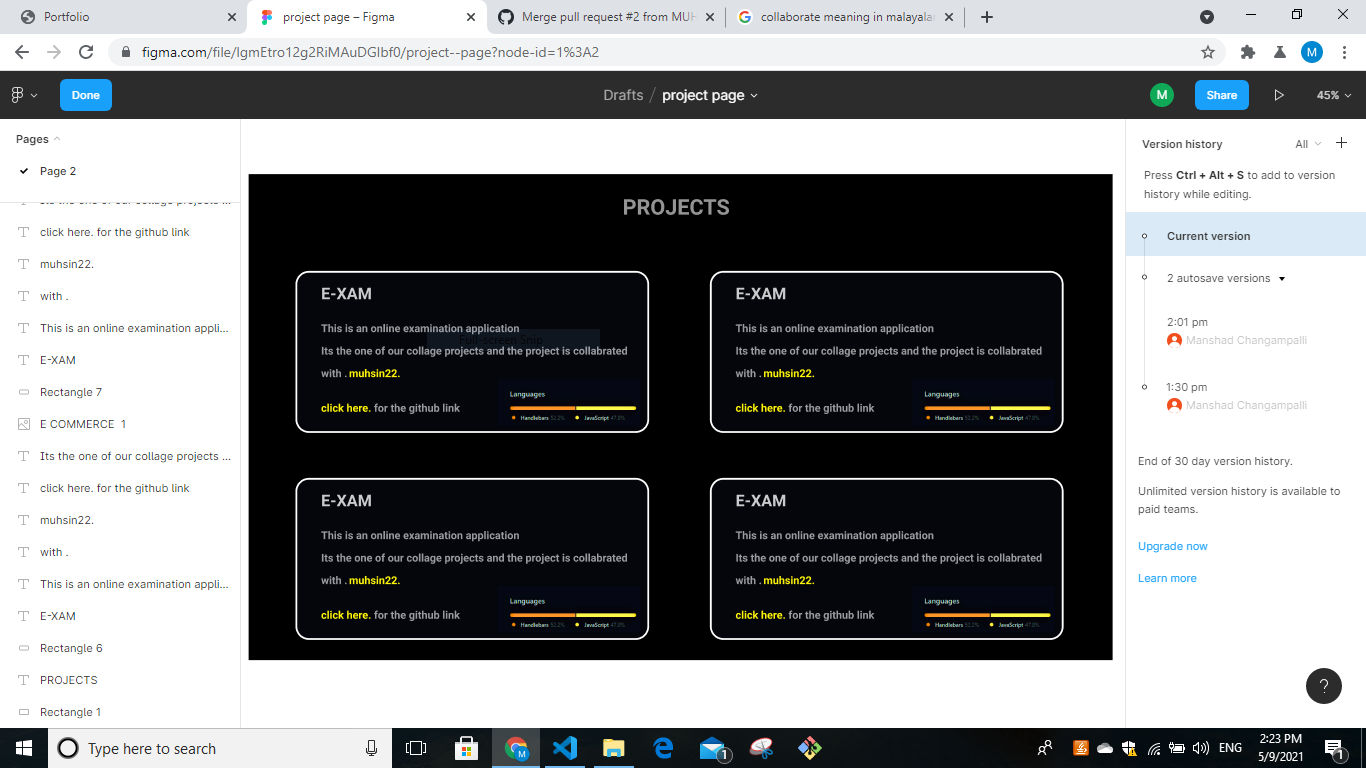 Portfolio
project page – Figma
Merge pull request #2 from MUH
collaborate meaning in malayalam
figma.com/file/lgmEtro12g2RiMAuDGlbf0/project--page?node-id=1%3A2
M
Done
Drafts / project page
M
Share
45%
Pages
Page 2
Its the one of our collage projects ...
click here. for the github link
muhsin22.
with .
This is an online examination appli...
E-XAM
Rectangle 7
E COMMERCE 1
Its the one of our collage projects ...
click here. for the github link
muhsin22.
with .
This is an online examination appli...
E-XAM
Rectangle 6
PROJECTS
Rectangle 1
PROJECTS
E-XAM
This is an online examination application
Full-screen Snip
Its the one of our collage projects and the project is collabrated
with . muhsin22.
click here. for the github link
Languages
Handlebars 52.2% JavaScript 47.8%
E-XAM
This is an online examination application
Its the one of our collage projects and the project is collabrated
with . muhsin22.
click here. for the github link
Languages
Handlebars 52.2% JavaScript 47.8%
E-XAM
This is an online examination application
Its the one of our collage projects and the project is collabrated
with . muhsin22.
click here. for the github link
Languages
Handlebars 52.2% JavaScript 47.8%
E-XAM
This is an online examination application
Its the one of our collage projects and the project is collabrated
with . muhsin22.
click here. for the github link
Languages
Handlebars 52.2% JavaScript 47.8%
Version history
All
Press Ctrl + Alt + S to add to version
history while editing.
Current version
2 autosave versions
2:01 pm
Manshad Changampalli
1:30 pm
Manshad Changampalli
End of 30 day version history.
Unlimited version history is available to
paid teams.
Upgrade now
Learn more
?
Type here to search
M
1
ENG
2:23 PM
5/9/2021
1